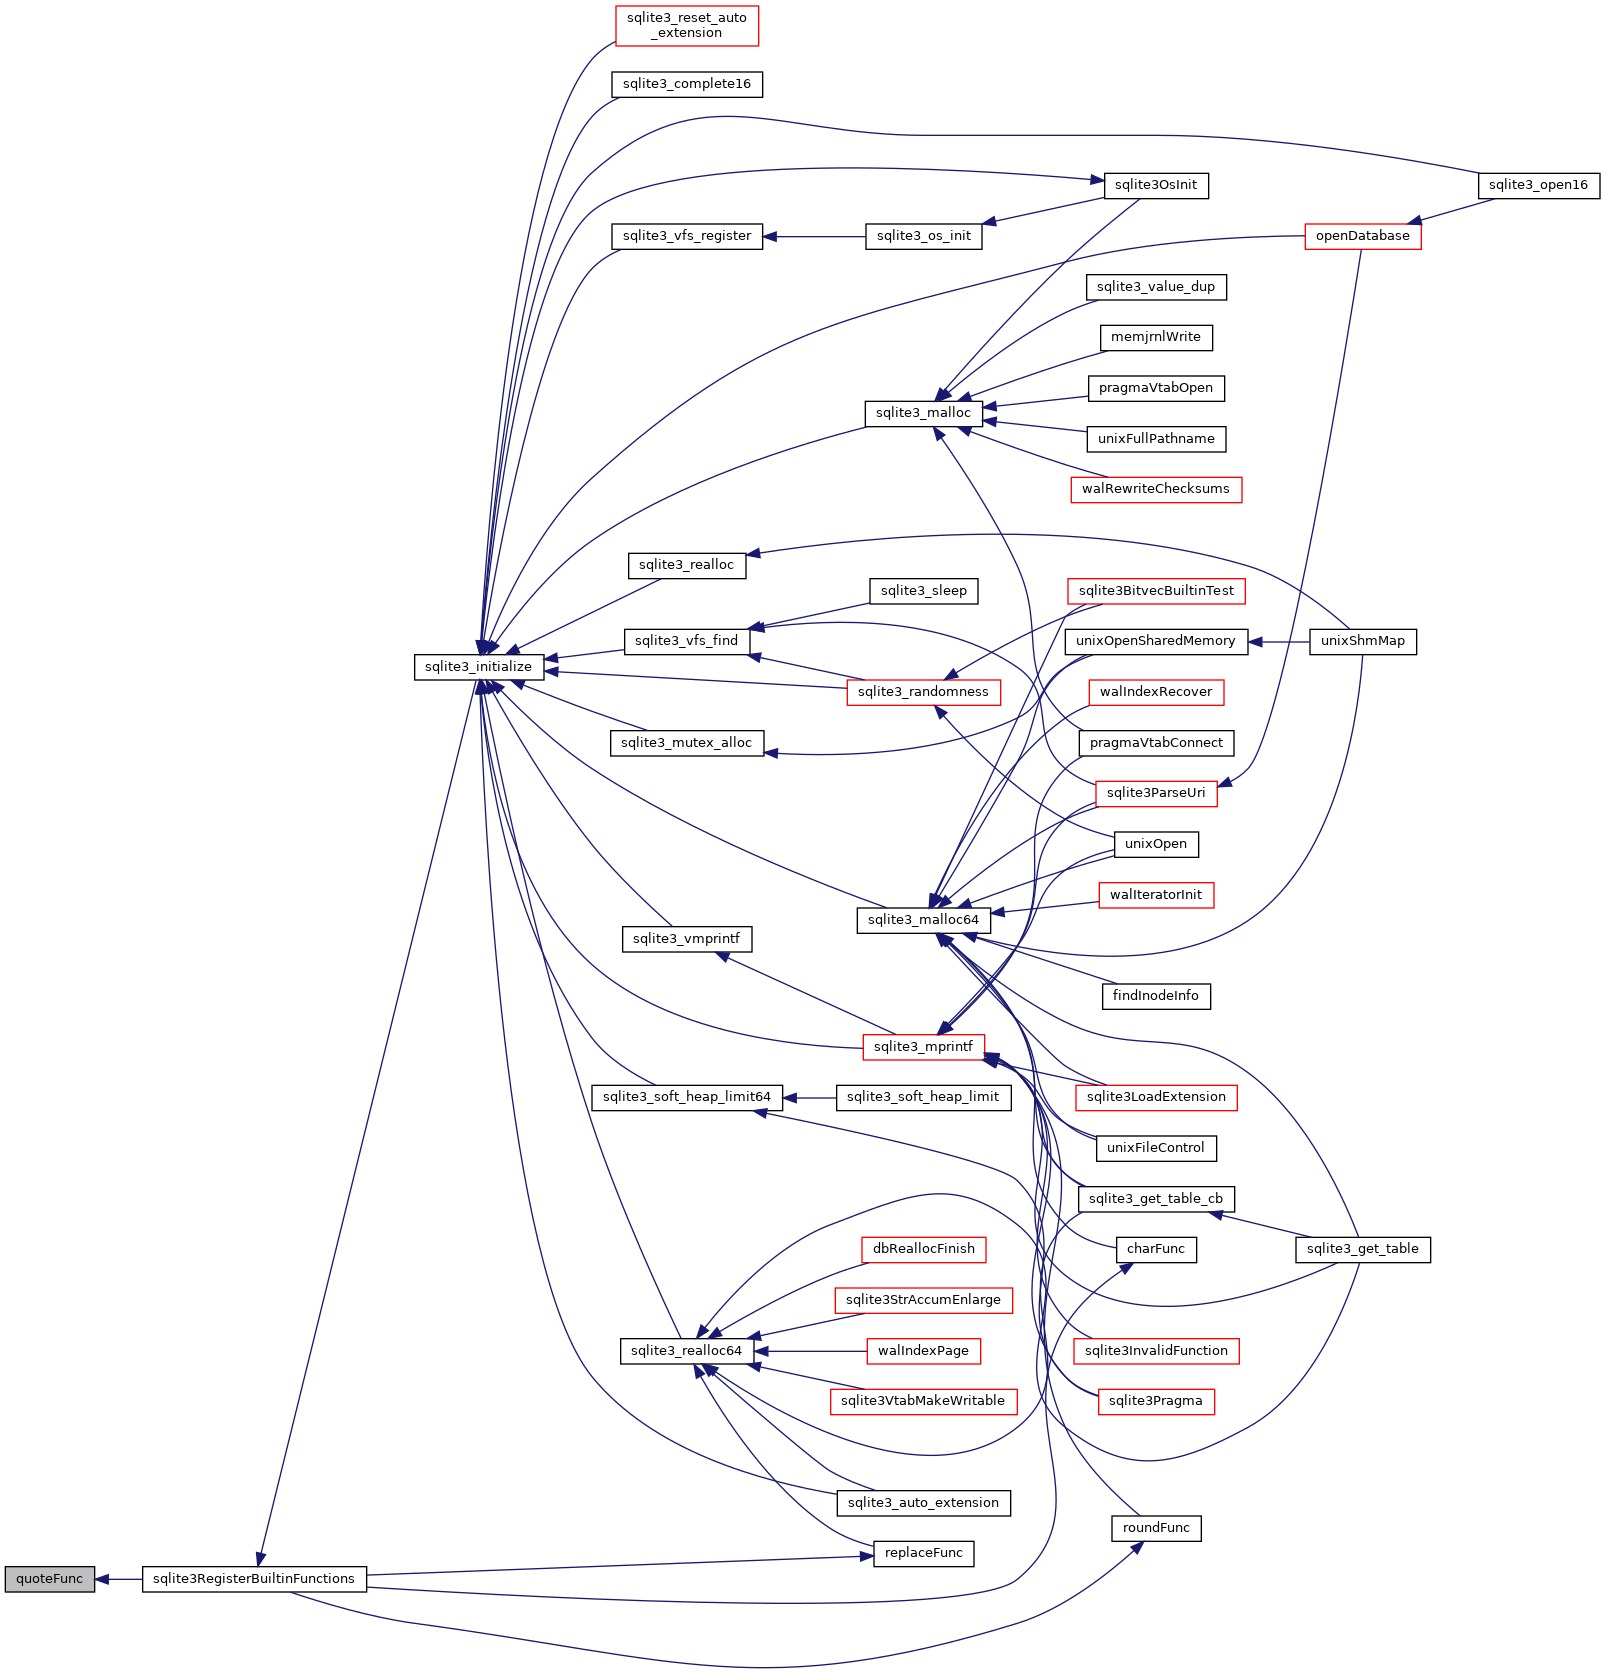 sqlite3_reset_auto
_extension
sqlite3_complete16
sqlite3OsInit
sqlite3_open16
sqlite3_vfs_register
sqlite3_os_init
openDatabase
sqlite3_value_dup
memjrnlWrite
pragmaVtabOpen
sqlite3_malloc
unixFullPathname
walRewriteChecksums
sqlite3_realloc
sqlite3_sleep
sqlite3BitvecBuiltinTest
sqlite3_vfs_find
unixOpenSharedMemory
unixShmMap
sqlite3_initialize
sqlite3_randomness
walIndexRecover
sqlite3_mutex_alloc
pragmaVtabConnect
sqlite3ParseUri
unixOpen
walIteratorInit
sqlite3_malloc64
sqlite3_vmprintf
findInodeInfo
sqlite3_mprintf
sqlite3_soft_heap_limit64
sqlite3_soft_heap_limit
sqlite3LoadExtension
unixFileControl
sqlite3_get_table_cb
dbReallocFinish
charFunc
sqlite3_get_table
sqlite3StrAccumEnlarge
sqlite3_realloc64
walIndexPage
sqlite3InvalidFunction
sqlite3VtabMakeWritable
sqlite3Pragma
sqlite3_auto_extension
roundFunc
replaceFunc
quoteFunc
sqlite3RegisterBuiltinFunctions